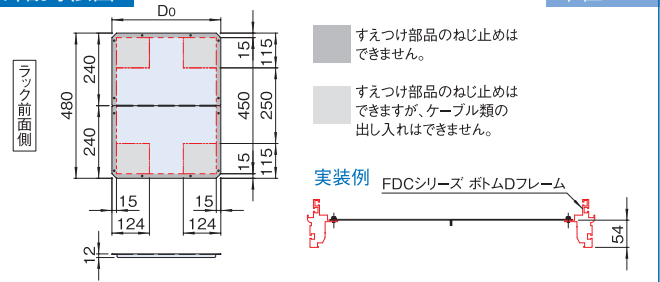 D0
ラック前面側
480
240
240
15
115
450
250
15
115
15
15
124
124
12
すえつけ部品のねじ止めは
できません。
すえつけ部品のねじ止めは
できますが、ケーブル類の
出し入れはできません。
実装例
FDCシリーズ ボトムDフレーム
54